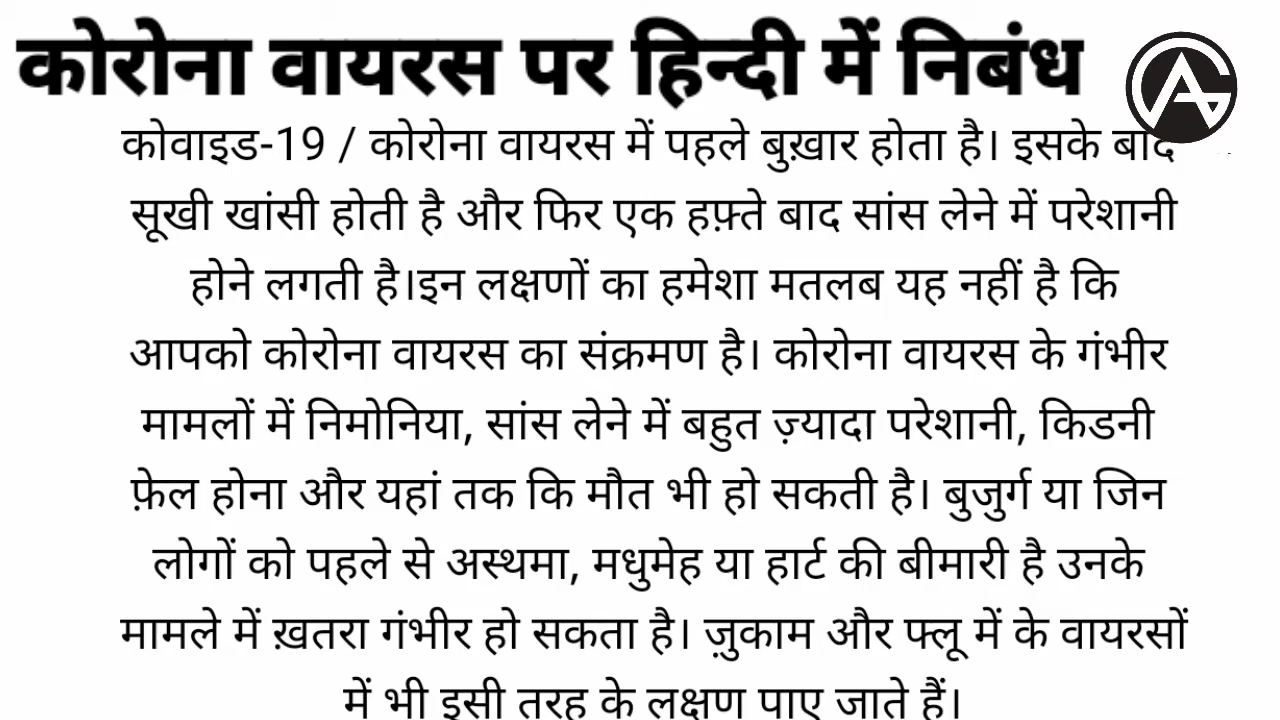 कोरोना वायरस पर हिन्दी में निबंध
कोवाइड-19 / कोरोना वायरस में पहले बुख़ार होता है। इसके बाद
सूखी खांसी होती है और फिर एक हफ़्ते बाद सांस लेने में परेशानी
होने लगती है।इन लक्षणों का हमेशा मतलब यह नहीं है कि
आपको कोरोना वायरस का संक्रमण है। कोरोना वायरस के गंभीर
मामलों में निमोनिया, सांस लेने में बहुत ज़्यादा परेशानी, किडनी
फ़ेल होना और यहां तक कि मौत भी हो सकती है। बुजुर्ग या जिन
लोगों को पहले से अस्थमा, मधुमेह या हार्ट की बीमारी है उनके
मामले में ख़तरा गंभीर हो सकता है। ज़ुकाम और फ्लू में के वायरसों
में भी इसी तरह के लक्षण पाए जाते हैं।